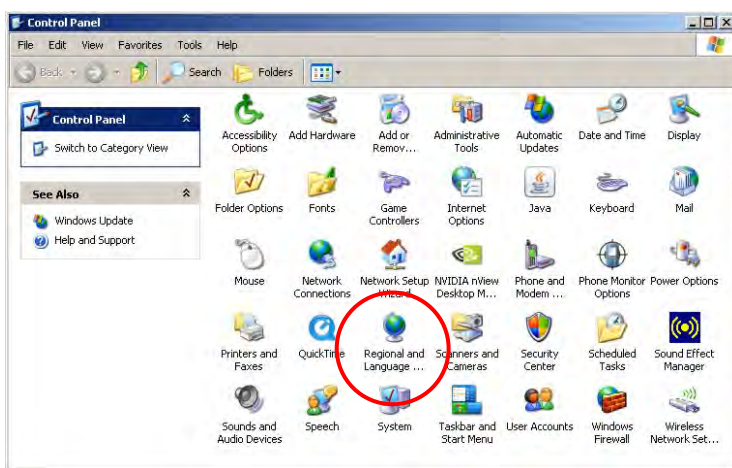 Control Panel
File Edit View Favorites Tools Help
Back Search Folders
Control Panel
Switch to Category View
See Also
Windows Update
Help and Support
Accessibility Options
Add Hardware
Add or Remov...
Administrative Tools
Automatic Updates
Date and Time
Display
Folder Options
Fonts
Game Controllers
Internet Options
Java
Keyboard
Mail
Mouse
Network Connections
Network Setup Wizard
NVIDIA nView Desktop M...
Phone and Modem ...
Phone Monitor Options
Power Options
Printers and Faxes
QuickTime
Regional and Language ...
Scanners and Cameras
Security Center
Scheduled Tasks
Sound Effect Manager
Sounds and Audio Devices
Speech
System
Taskbar and Start Menu
User Accounts
Windows Firewall
Wireless Network Set...